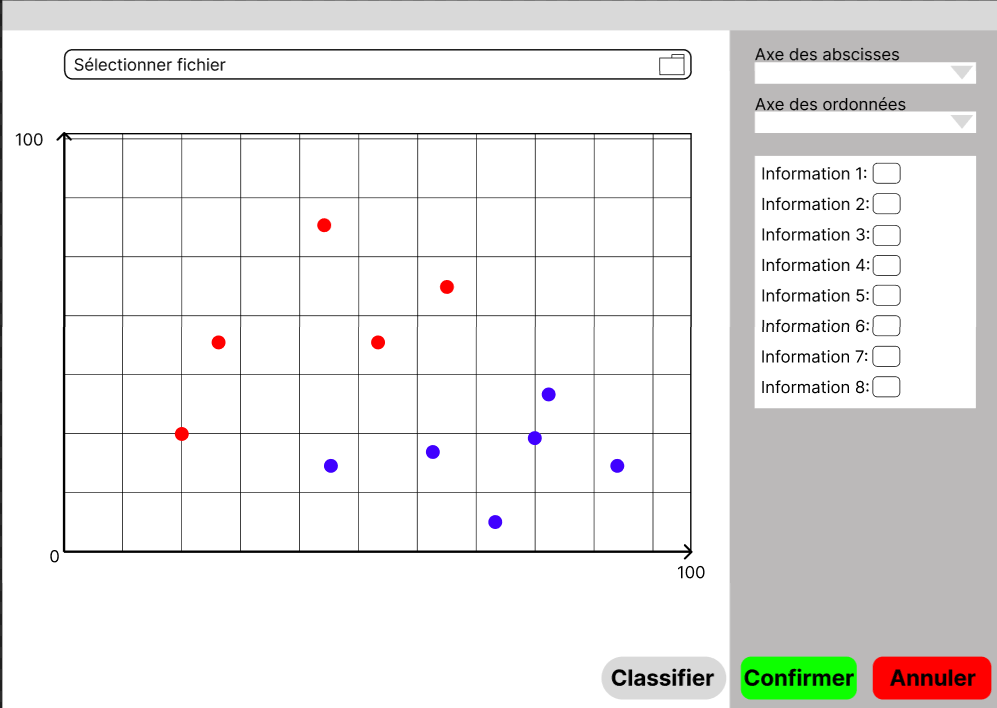 Sélectionner fichier
100
0
100
Axe des abscisses
Axe des ordonnées
Information 1:
Information 2:
Information 3:
Information 4:
Information 5:
Information 6:
Information 7:
Information 8:
Classifier
Confirmer
Annuler